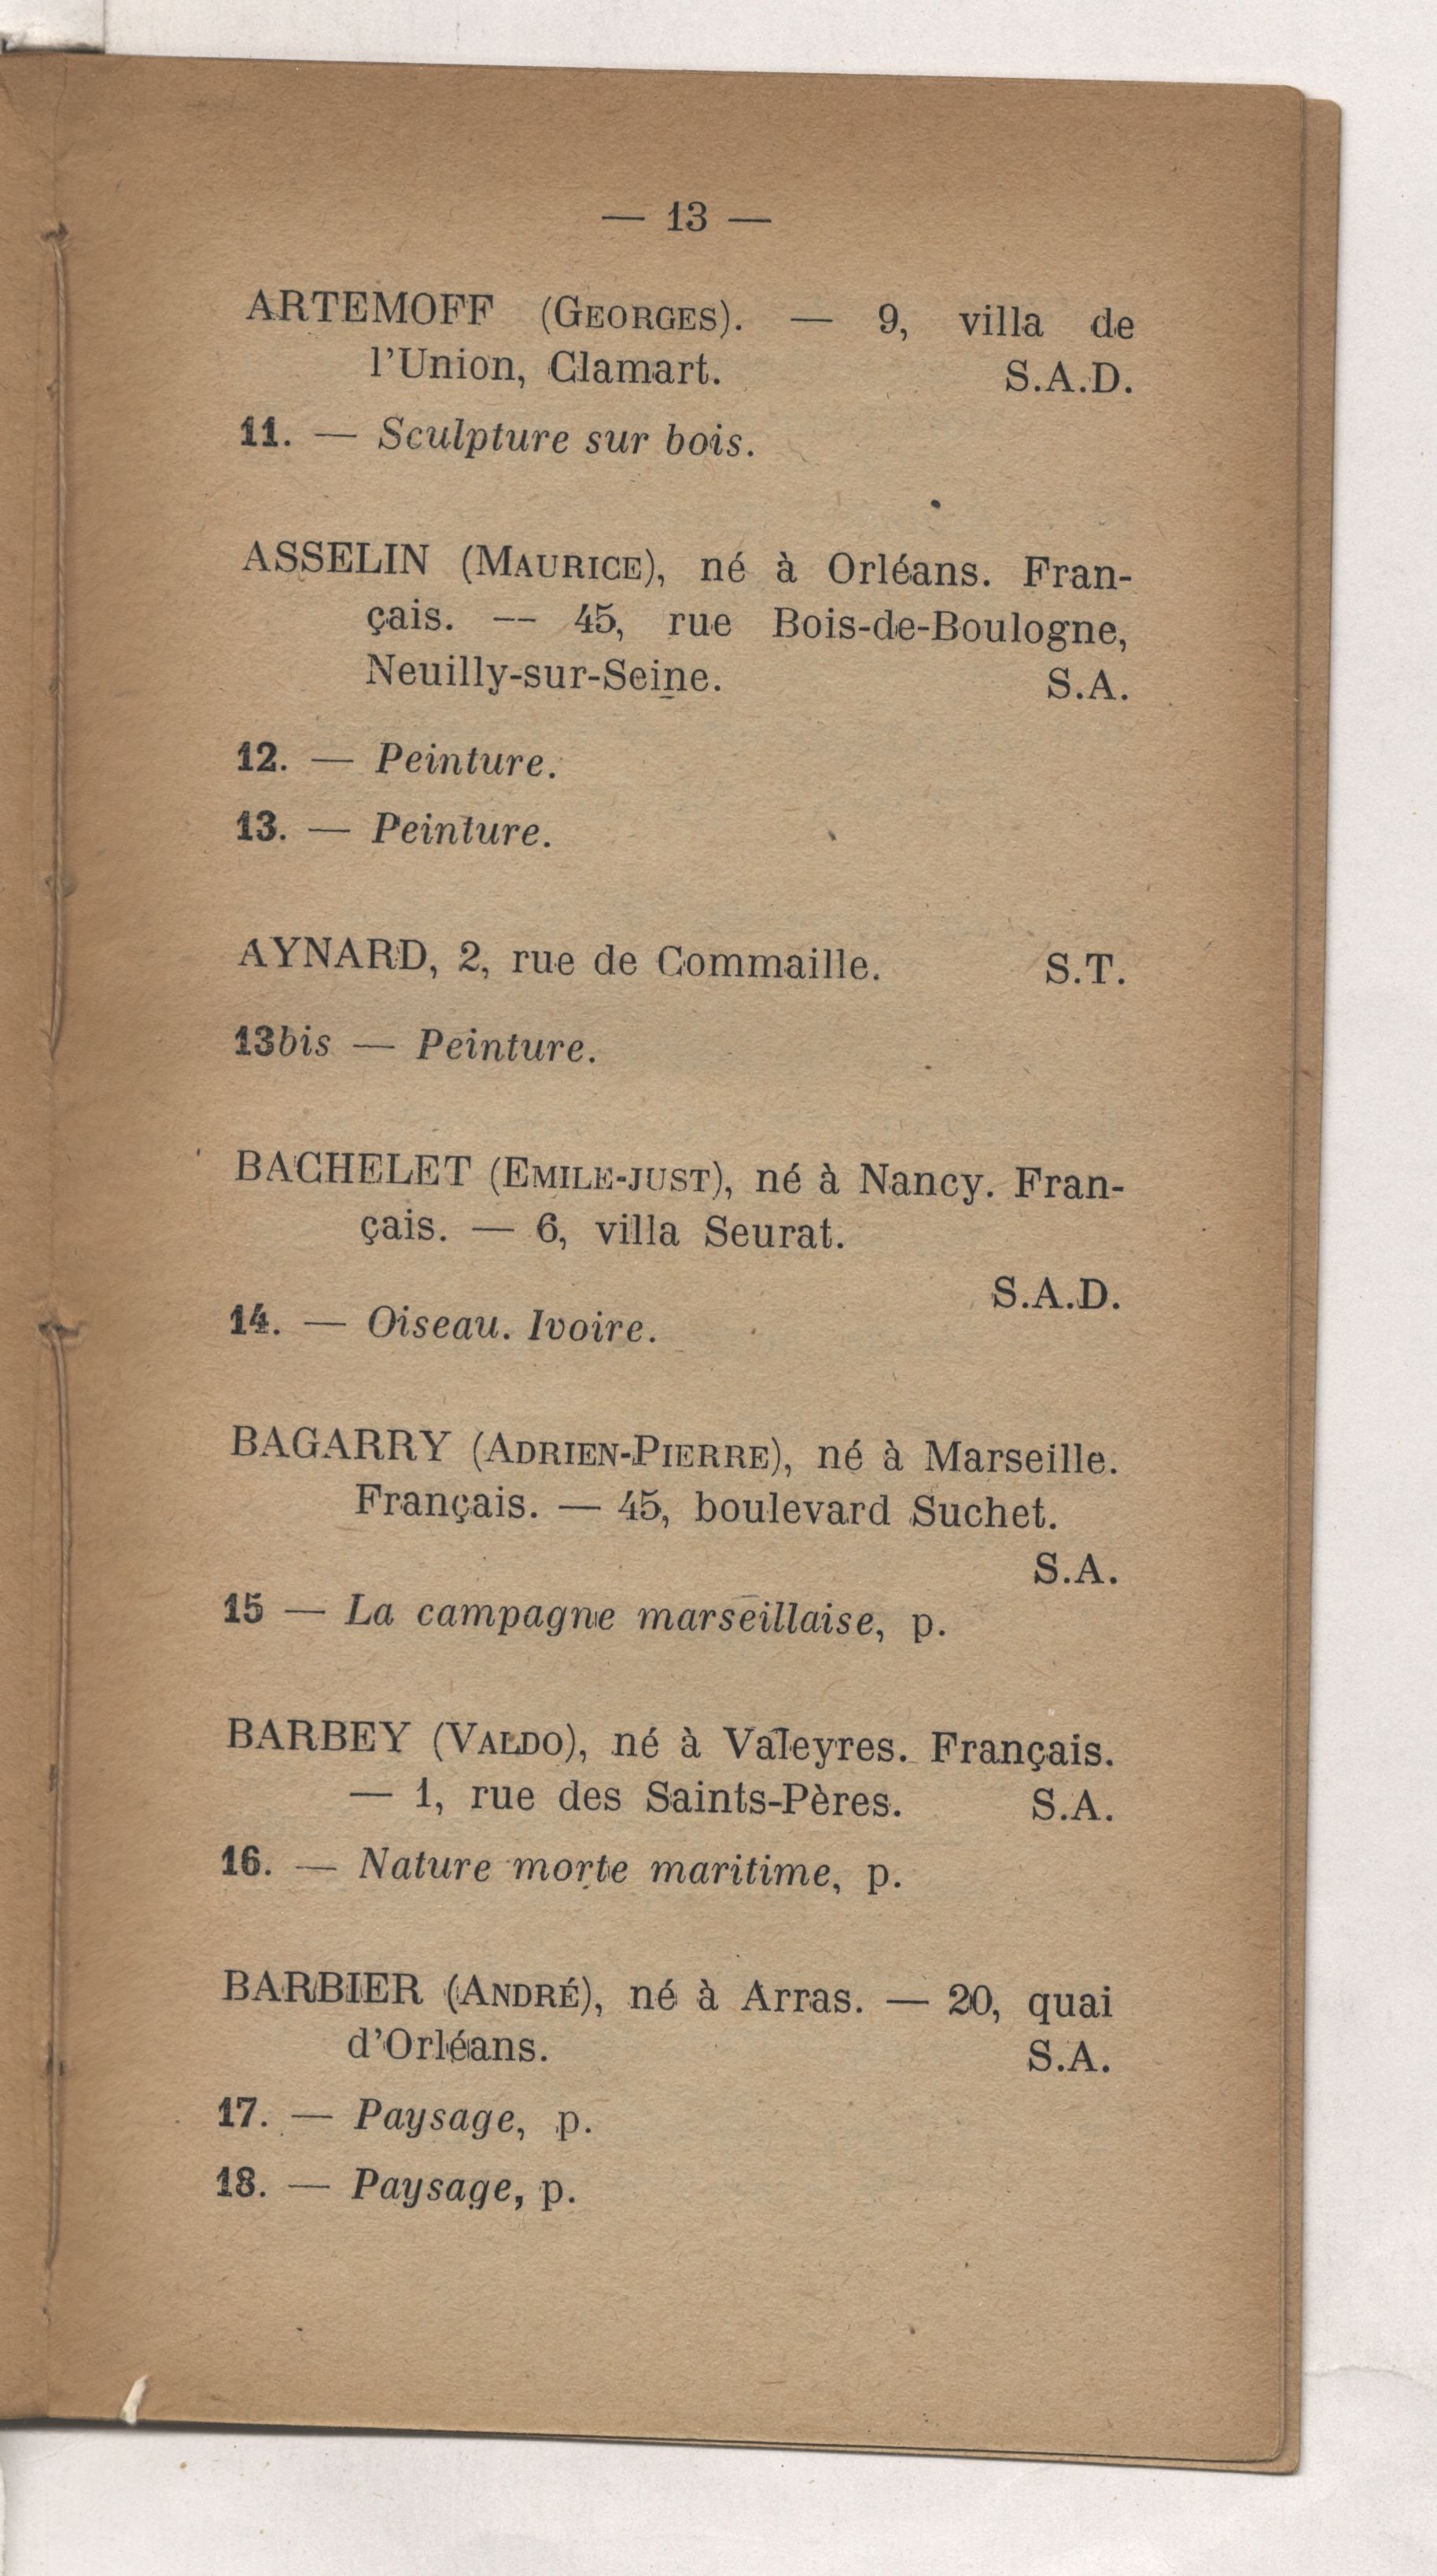 — 13 —
ARTEMOFF (GEORGES). — 9, villa de
l'Union, Clamart. S.A.D.
11. — Sculpture sur bois.
ASSELIN (MAURICE), né à Orléans. Fran-
çais. — 45, rue Bois-de-Boulogne,
Neuilly-sur-Seine. S.A.
12. — Peinture.
13. — Peinture.
AYNARD, 2, rue de Commaille. S.T.
13bis — Peinture.
BACHELET (EMILE-JUST), né à Nancy. Fran-
çais. — 6, villa Seurat.
S.A.D.
14. — Oiseau. Ivoire.
BAGARRY (ADRIEN-PIERRE), né à Marseille.
Français. — 45, boulevard Suchet.
S.A.
15 — La campagne marseillaise, p.
BARBEY (VALDO), né à Valeyres. Français.
— 1, rue des Saints-Pères. S.A.
16. — Nature morte maritime, p.
BARBIER (ANDRÉ), né à Arras. — 20, quai
d'Orléans. S.A.
17. — Paysage, p.
18. — Paysage, p.